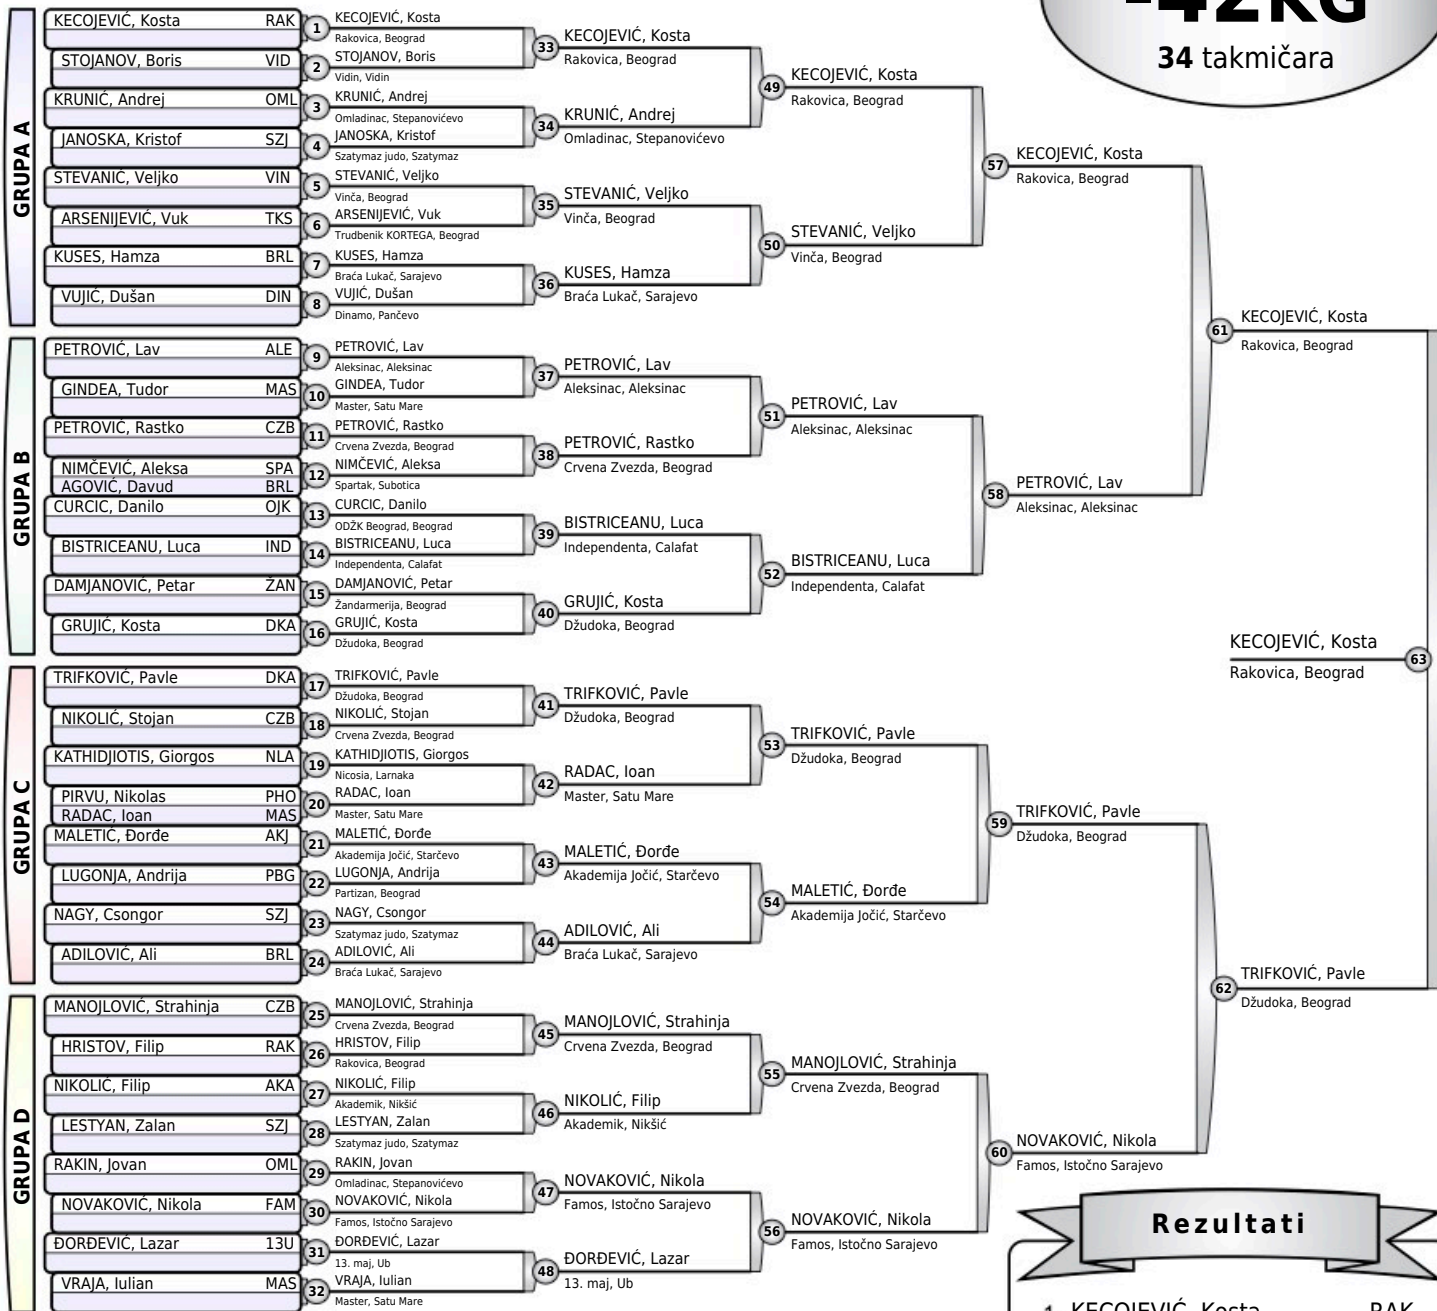 -42KG
34 takmičara
GRUPA A
KECOJEVIĆ, Kosta RAK
STOJANOV, Boris VID
KRUNIĆ, Andrej OML
JANOSKA, Kristof SZJ
STEVANIĆ, Veljko VIN
ARSENIJEVIĆ, Vuk TKS
KUSES, Hamza BRL
VUJIĆ, Dušan DIN
GRUPA B
PETROVIĆ, Lav ALE
GINDEA, Tudor MAS
PETROVIĆ, Rastko CZB
NIMČEVIĆ, Aleksa SPA
AGOVIĆ, Davud BRL
CURCIC, Danilo OJK
BISTRICEANU, Luca IND
DAMJANOVIĆ, Petar ŽAN
GRUJIĆ, Kosta DKA
GRUPA C
TRIFKOVIĆ, Pavle DKA
NIKOLIĆ, Stojan CZB
KATHIDJIOTIS, Giorgos NLA
PIRVU, Nikolas PHO
RADAC, Ioan MAS
MALETIĆ, Đorđe AKJ
LUGONJA, Andrija PBG
NAGY, Csongor SZJ
ADILOVIĆ, Ali BRL
GRUPA D
MANOJLOVIĆ, Strahinja CZB
HRISTOV, Filip RAK
NIKOLIĆ, Filip AKA
LESTYAN, Zalan SZJ
RAKIN, Jovan OML
NOVAKOVIĆ, Nikola FAM
ĐORĐEVIĆ, Lazar 13U
VRAJA, Iulian MAS
1 KECOJEVIĆ, Kosta
Rakovica, Beograd
2 STOJANOV, Boris
Vidin, Vidin
3 KRUNIĆ, Andrej
Omladinac, Stepanovićevo
4 JANOSKA, Kristof
Szatymaz judo, Szatymaz
5 STEVANIĆ, Veljko
Vinča, Beograd
6 ARSENIJEVIĆ, Vuk
Trudbenik KORTEGA, Beograd
7 KUSES, Hamza
Braća Lukač, Sarajevo
8 VUJIĆ, Dušan
Dinamo, Pančevo
9 PETROVIĆ, Lav
Aleksinac, Aleksinac
10 GINDEA, Tudor
Master, Satu Mare
11 PETROVIĆ, Rastko
Crvena Zvezda, Beograd
12 NIMČEVIĆ, Aleksa
Spartak, Subotica
13 CURCIC, Danilo
ODŽK Beograd, Beograd
14 BISTRICEANU, Luca
Independenta, Calafat
15 DAMJANOVIĆ, Petar
Žandarmerija, Beograd
16 GRUJIĆ, Kosta
Džudoka, Beograd
17 TRIFKOVIĆ, Pavle
Džudoka, Beograd
18 NIKOLIĆ, Stojan
Crvena Zvezda, Beograd
19 KATHIDJIOTIS, Giorgos
Nicosia, Larnaka
20 RADAC, Ioan
Master, Satu Mare
21 MALETIĆ, Đorđe
Akademija Jočić, Starčevo
22 LUGONJA, Andrija
Partizan, Beograd
23 NAGY, Csongor
Szatymaz judo, Szatymaz
24 ADILOVIĆ, Ali
Braća Lukač, Sarajevo
25 MANOJLOVIĆ, Strahinja
Crvena Zvezda, Beograd
26 HRISTOV, Filip
Rakovica, Beograd
27 NIKOLIĆ, Filip
Akademik, Nikšić
28 LESTYAN, Zalan
Szatymaz judo, Szatymaz
29 RAKIN, Jovan
Omladinac, Stepanovićevo
30 NOVAKOVIĆ, Nikola
Famos, Istočno Sarajevo
31 ĐORĐEVIĆ, Lazar
13. maj, Ub
32 VRAJA, Iulian
Master, Satu Mare
33 KECOJEVIĆ, Kosta
Rakovica, Beograd
34 KRUNIĆ, Andrej
Omladinac, Stepanovićevo
35 STEVANIĆ, Veljko
Vinča, Beograd
36 KUSES, Hamza
Braća Lukač, Sarajevo
37 PETROVIĆ, Lav
Aleksinac, Aleksinac
38 PETROVIĆ, Rastko
Crvena Zvezda, Beograd
39 BISTRICEANU, Luca
Independenta, Calafat
40 GRUJIĆ, Kosta
Džudoka, Beograd
41 TRIFKOVIĆ, Pavle
Džudoka, Beograd
42 RADAC, Ioan
Master, Satu Mare
43 MALETIĆ, Đorđe
Akademija Jočić, Starčevo
44 ADILOVIĆ, Ali
Braća Lukač, Sarajevo
45 MANOJLOVIĆ, Strahinja
Crvena Zvezda, Beograd
46 NIKOLIĆ, Filip
Akademik, Nikšić
47 NOVAKOVIĆ, Nikola
Famos, Istočno Sarajevo
48 ĐORĐEVIĆ, Lazar
13. maj, Ub
49 KECOJEVIĆ, Kosta
Rakovica, Beograd
50 STEVANIĆ, Veljko
Vinča, Beograd
51 PETROVIĆ, Lav
Aleksinac, Aleksinac
52 BISTRICEANU, Luca
Independenta, Calafat
53 TRIFKOVIĆ, Pavle
Džudoka, Beograd
54 MALETIĆ, Đorđe
Akademija Jočić, Starčevo
55 MANOJLOVIĆ, Strahinja
Crvena Zvezda, Beograd
56 NOVAKOVIĆ, Nikola
Famos, Istočno Sarajevo
57 KECOJEVIĆ, Kosta
Rakovica, Beograd
58 PETROVIĆ, Lav
Aleksinac, Aleksinac
59 TRIFKOVIĆ, Pavle
Džudoka, Beograd
60 NOVAKOVIĆ, Nikola
Famos, Istočno Sarajevo
61 KECOJEVIĆ, Kosta
Rakovica, Beograd
62 TRIFKOVIĆ, Pavle
Džudoka, Beograd
KECOJEVIĆ, Kosta 63
Rakovica, Beograd
Rezultati
1 KECOJEVIĆ, Kosta RAK